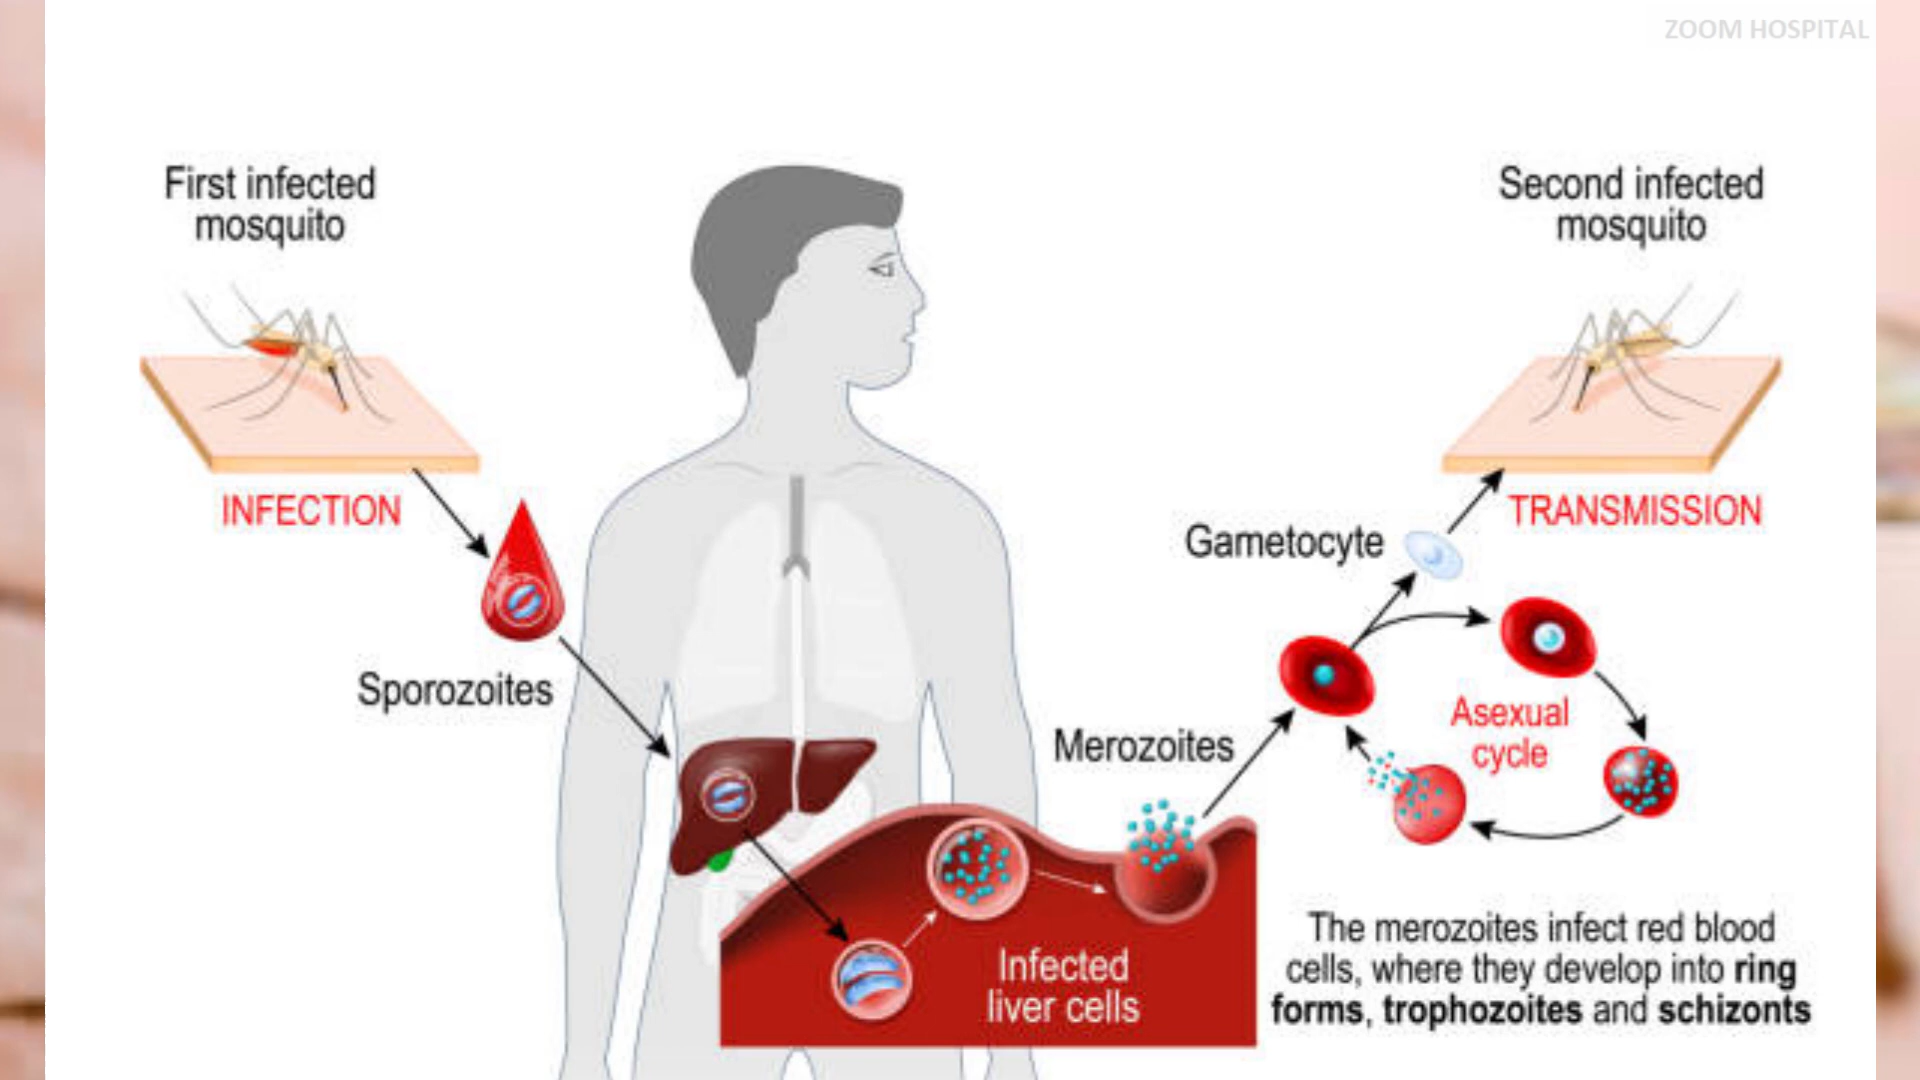 ZOOM HOSPITAL
First infected
mosquito
Second infected
mosquito
INFECTION
TRANSMISSION
Gametocyte
Sporozoites
Asexual
cycle
Merozoites
Infected
liver cells
The merozoites infect red blood
cells, where they develop into ring
forms, trophozoites and schizonts